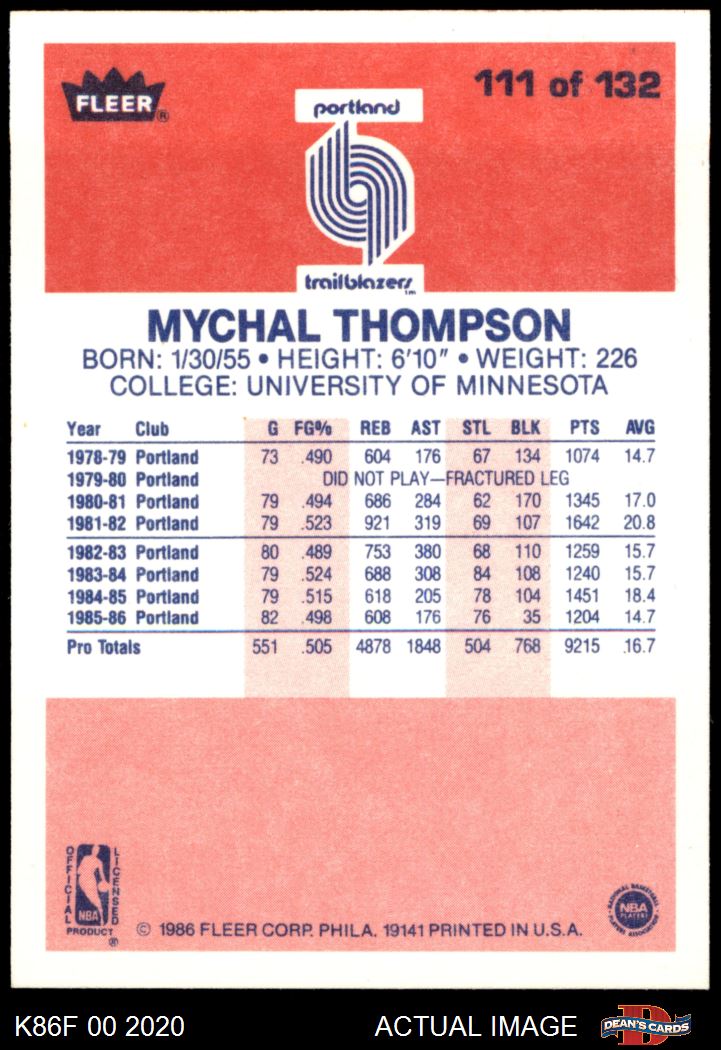 FLEER®
111 of 132
portland
trailblazers™
MYCHAL THOMPSON
BORN: 1/30/55 • HEIGHT: 6'10" • WEIGHT: 226
COLLEGE: UNIVERSITY OF MINNESOTA
Year Club G FG% REB AST STL BLK PTS AVG
1978-79 Portland 73 .490 604 176 67 134 1074 14.7
1979-80 Portland DID NOT PLAY—FRACTURED LEG
1980-81 Portland 79 .494 686 284 62 170 1345 17.0
1981-82 Portland 79 .523 921 319 69 107 1642 20.8
1982-83 Portland 80 .489 753 380 68 110 1259 15.7
1983-84 Portland 79 .524 688 308 84 108 1240 15.7
1984-85 Portland 79 .515 618 205 78 104 1451 18.4
1985-86 Portland 82 .498 608 176 76 35 1204 14.7
Pro Totals 551 .505 4878 1848 504 768 9215 16.7
OFFICIAL
LICENSED
NBA
PRODUCT®
© 1986 FLEER CORP. PHILA. 19141 PRINTED IN U.S.A.
NATIONAL BASKETBALL
NBA
PLAYERS
PLAYERS ASSOCIATION
K86F 00 2020
ACTUAL IMAGE
DEAN'S CARDS